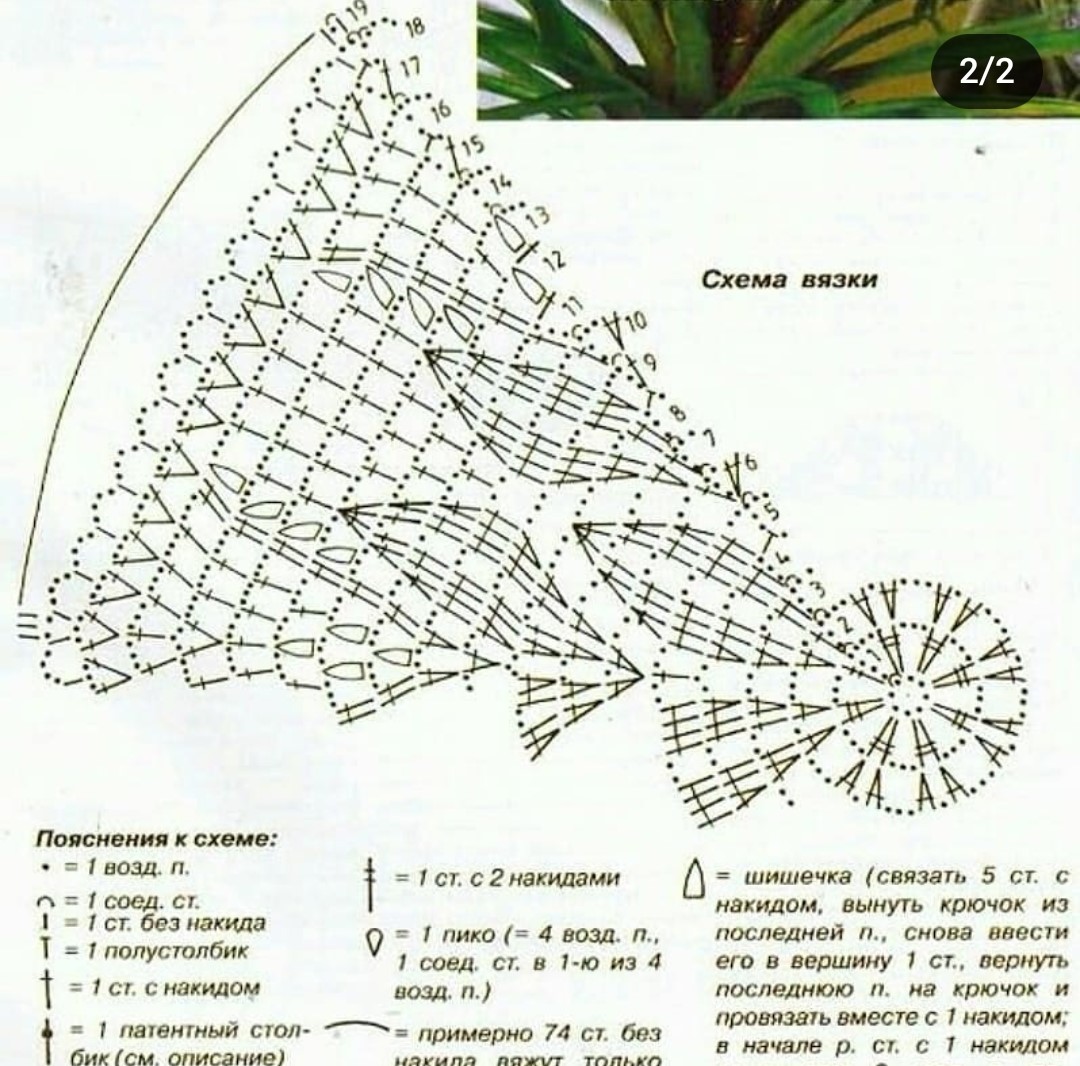 2/2
19
18
17
16
15
14
13
12
11
10
9
8
7
6
5
3
2
Схема вязки
Пояснения к схеме:
= 1 возд. п.
= 1 соед. ст.
= 1 ст. без накида
= 1 полустолбик
= 1 ст. с накидом
= 1 патентный стол-
бик (см. описание)
= 1 ст. с 2 накидами
= 1 пико (= 4 возд. п.,
1 соед. ст. в 1-ю из 4
возд. п.)
= примерно 74 ст. без
накида вяжут только
= шишечка (связать 5 ст. с
накидом, вынуть крючок из
последней п., снова ввести
его в вершину 1 ст., вернуть
последнюю п. на крючок и
провязать вместе с 1 накидом;
в начале р. ст. с 1 накидом